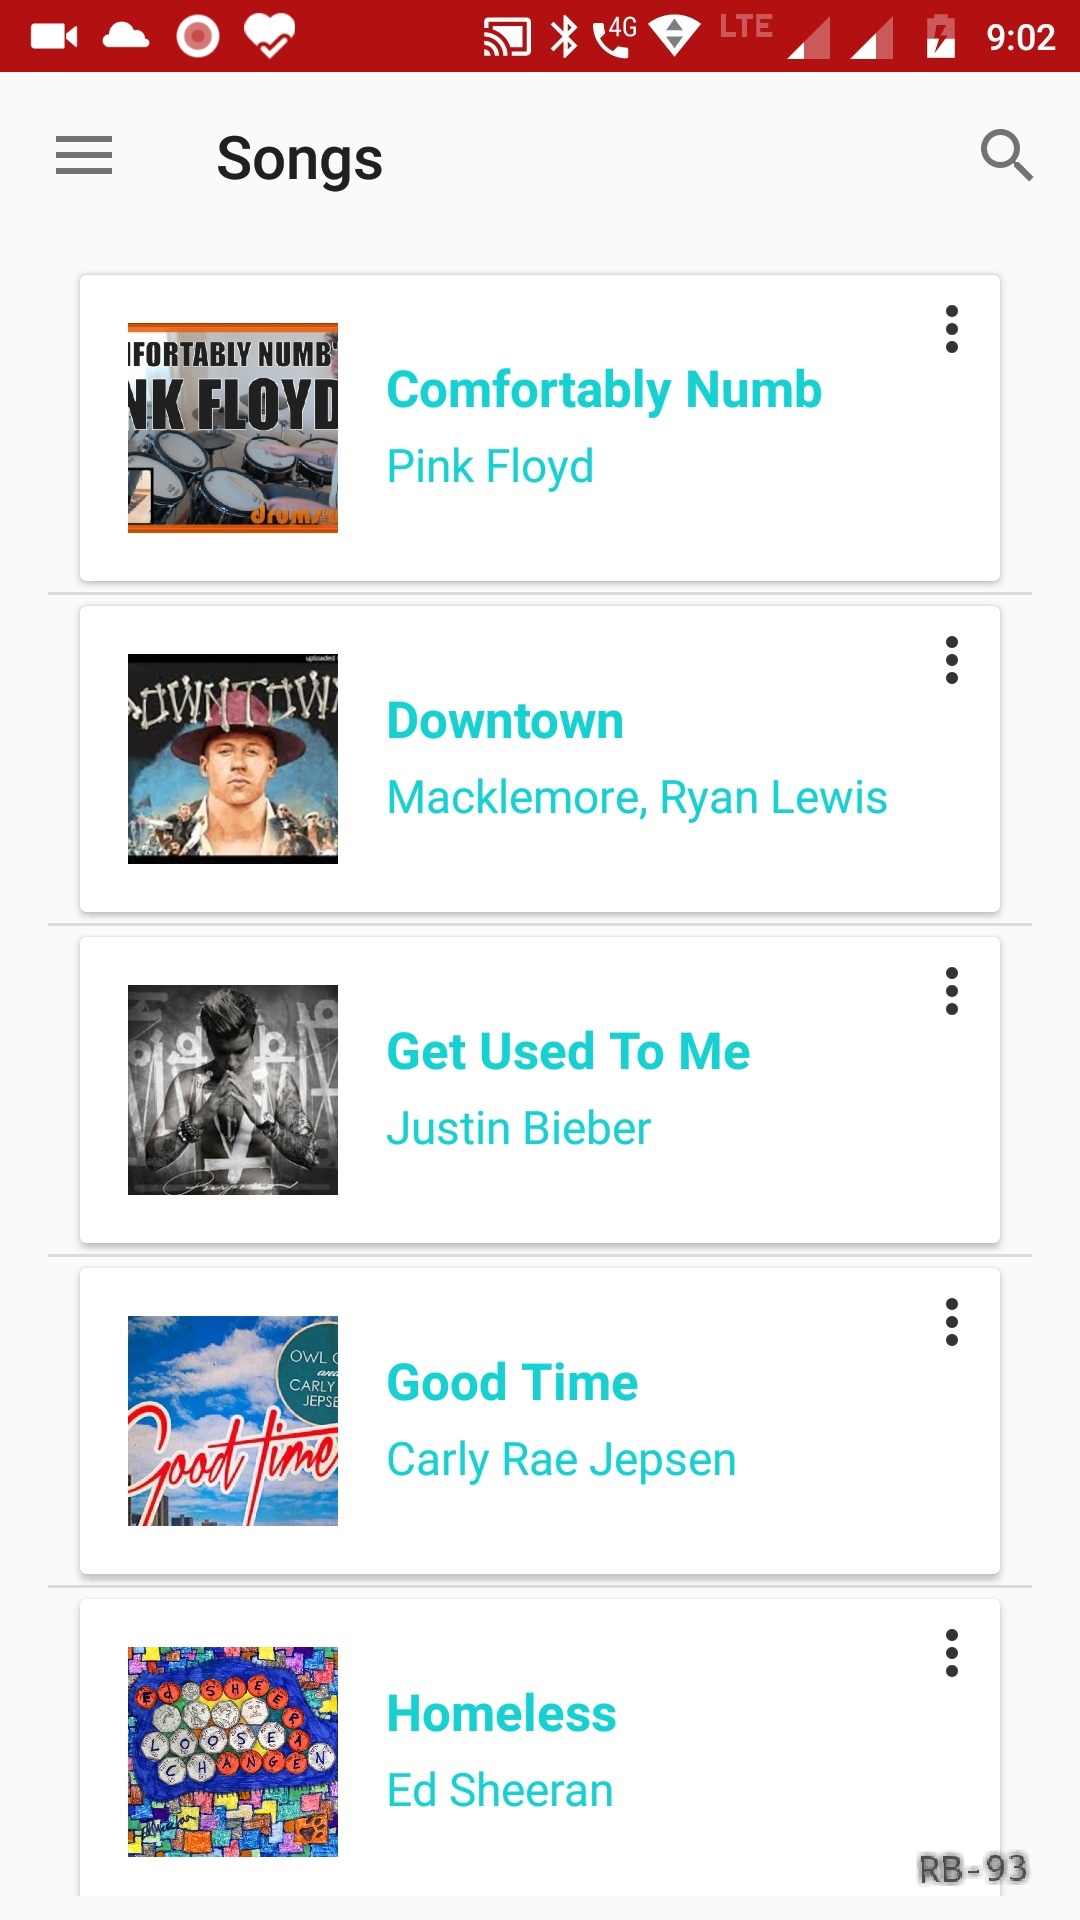 4G
LTE
9:02
Songs
IFORTABLY NUMB
NK FLOYD
drums
Comfortably Numb
Pink Floyd
uploaded
DOWNTOWN
Downtown
Macklemore, Ryan Lewis
Get Used To Me
Justin Bieber
OWL C
and
CARLY
JEPSE
Good time
Good Time
Carly Rae Jepsen
Ed SHEERAN
LOOSE
CHANGE
Homeless
Ed Sheeran
RB-93